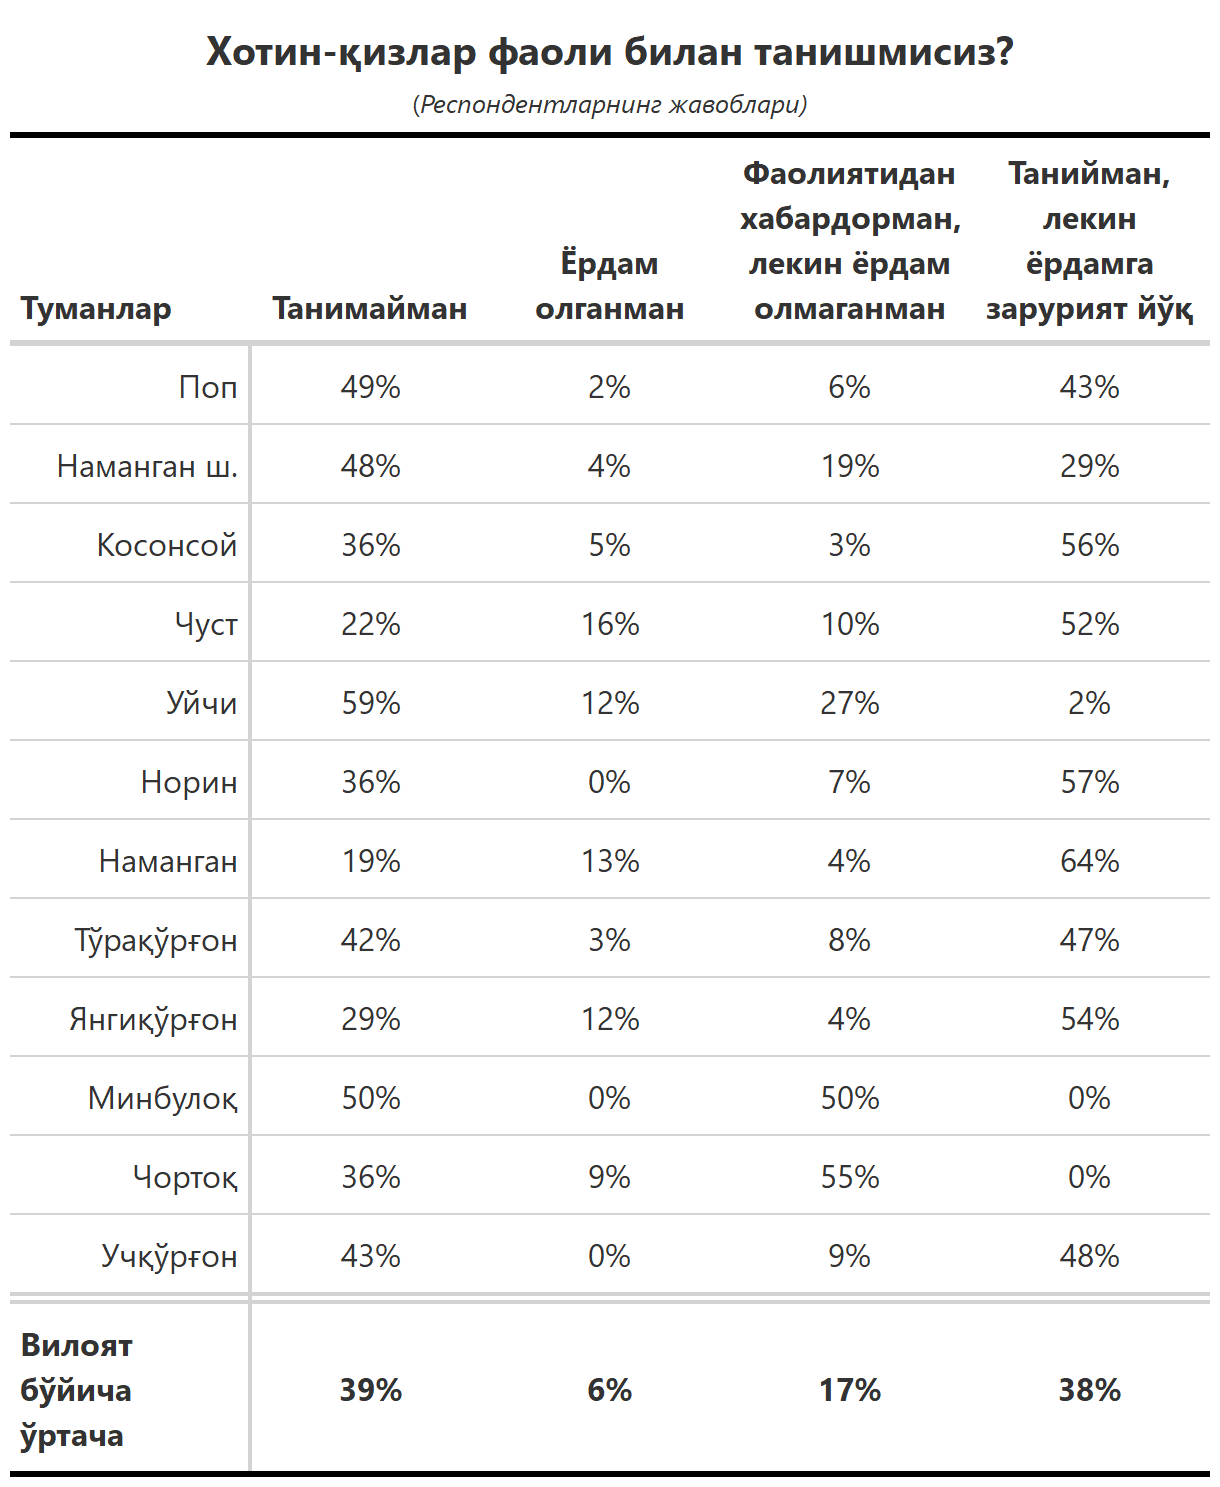 Хотин-қизлар фаоли билан танишмисиз?
(Респондентларнинг жавоблари)
Туманлар Танимайман Ёрдам олганман Фаолиятидан хабардорман, лекин ёрдам олмаганман Танийман, лекин ёрдамга зарурият йўқ
Поп 49% 2% 6% 43%
Наманган ш. 48% 4% 19% 29%
Косонсой 36% 5% 3% 56%
Чуст 22% 16% 10% 52%
Уйчи 59% 12% 27% 2%
Норин 36% 0% 7% 57%
Наманган 19% 13% 4% 64%
Тўрақўрғон 42% 3% 8% 47%
Янгиқўрғон 29% 12% 4% 54%
Минбулоқ 50% 0% 50% 0%
Чортоқ 36% 9% 55% 0%
Учқўрғон 43% 0% 9% 48%
Вилоят бўйича ўртача 39% 6% 17% 38%